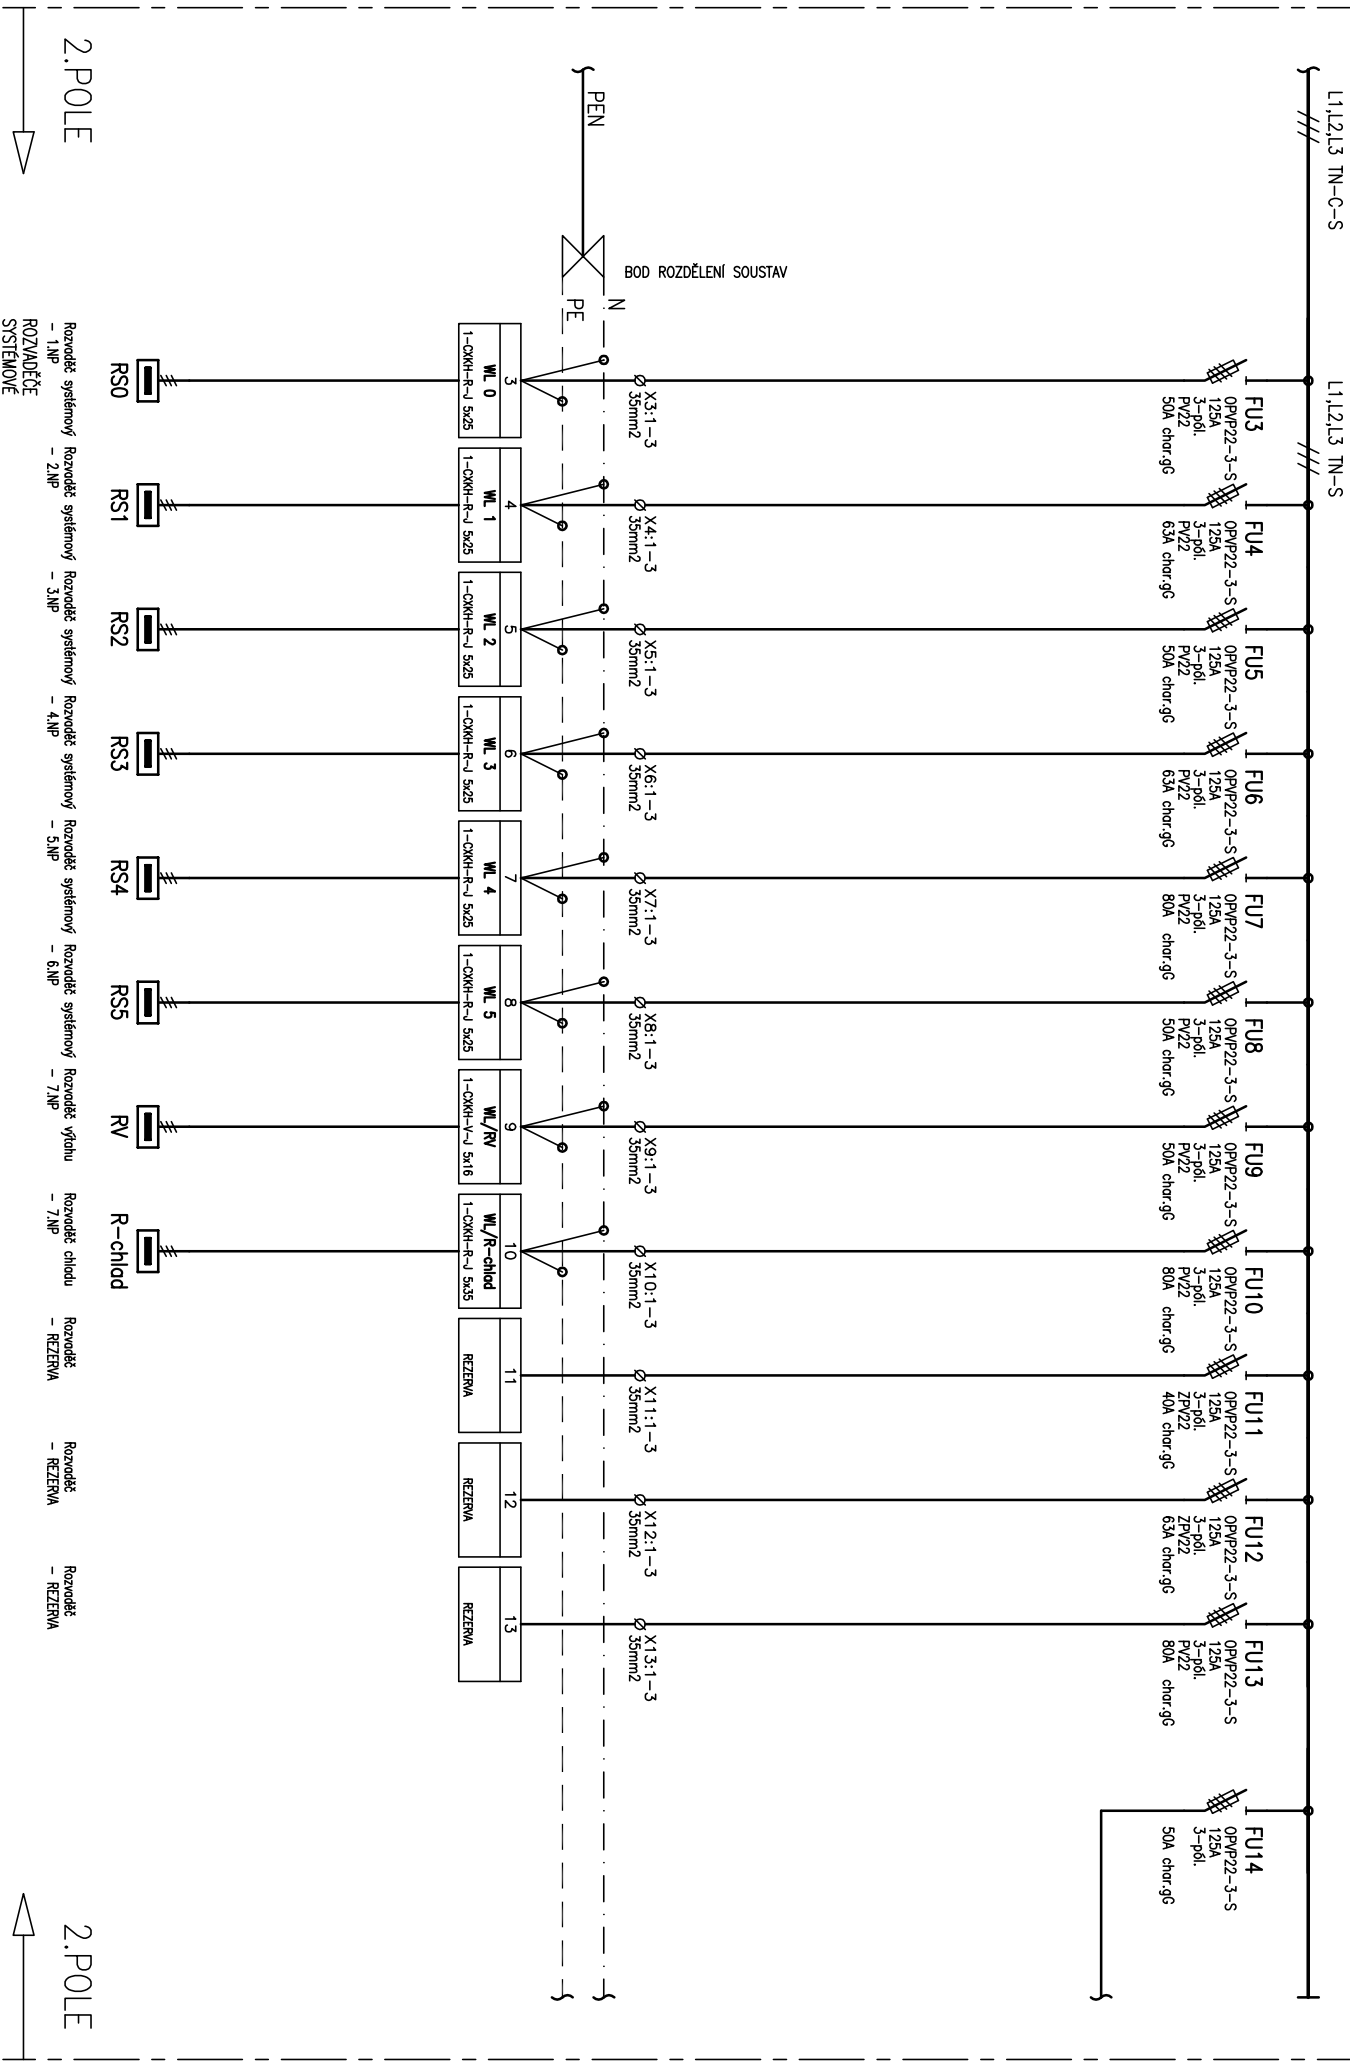 L1,L2,L3 TN-C-S
L1,L2,L3 TN-S
FU3
OPVP22-3-S
125A
3-pól.
PV22
50A char.gG
FU4
OPVP22-3-S
125A
3-pól.
PV22
63A char.gG
FU5
OPVP22-3-S
125A
3-pól.
PV22
50A char.gG
FU6
OPVP22-3-S
125A
3-pól.
PV22
63A char.gG
FU7
OPVP22-3-S
125A
3-pól.
PV22
80A char.gG
FU8
OPVP22-3-S
125A
3-pól.
PV22
50A char.gG
FU9
OPVP22-3-S
125A
3-pól.
PV22
50A char.gG
FU10
OPVP22-3-S
125A
3-pól.
PV22
80A char.gG
FU11
OPVP22-3-S
125A
3-pól.
ZPV22
40A char.gG
FU12
OPVP22-3-S
125A
3-pól.
ZPV22
63A char.gG
FU13
OPVP22-3-S
125A
3-pól.
PV22
80A char.gG
FU14
OPVP22-3-S
125A
3-pól.
50A char.gG
X3:1-3
35mm2
X4:1-3
35mm2
X5:1-3
35mm2
X6:1-3
35mm2
X7:1-3
35mm2
X8:1-3
35mm2
X9:1-3
35mm2
X10:1-3
35mm2
X11:1-3
35mm2
X12:1-3
35mm2
X13:1-3
35mm2
BOD ROZDĚLENÍ SOUSTAV
PEN
N
PE
3
WL 0
1-CXKH-R-J 5x25
4
WL 1
1-CXKH-R-J 5x25
5
WL 2
1-CXKH-R-J 5x25
6
WL 3
1-CXKH-R-J 5x25
7
WL 4
1-CXKH-R-J 5x25
8
WL 5
1-CXKH-R-J 5x25
9
WL/RV
1-CXKH-V-J 5x16
10
WL/R-chlad
1-CXKH-R-J 5x35
11
REZERVA
12
REZERVA
13
REZERVA
RS0
RS1
RS2
RS3
RS4
RS5
RV
R-chlad
Rozvaděč systémový
- 1.NP
Rozvaděč systémový
- 2.NP
Rozvaděč systémový
- 3.NP
Rozvaděč systémový
- 4.NP
Rozvaděč systémový
- 5.NP
Rozvaděč systémový
- 6.NP
Rozvaděč výtahu
- 7.NP
Rozvaděč chladu
- 7.NP
Rozvaděč
- REZERVA
Rozvaděč
- REZERVA
Rozvaděč
- REZERVA
ROZVADĚČE
SYSTÉMOVÉ
2.POLE
2.POLE